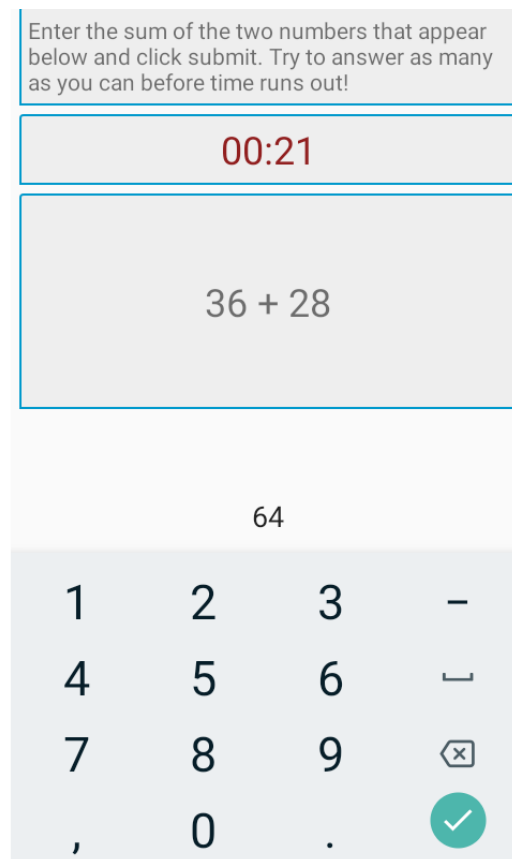 Enter the sum of the two numbers that appear
below and click submit. Try to answer as many
as you can before time runs out!
00:21
36 + 28
64
1 2 3 –
4 5 6
7 8 9
, 0 .